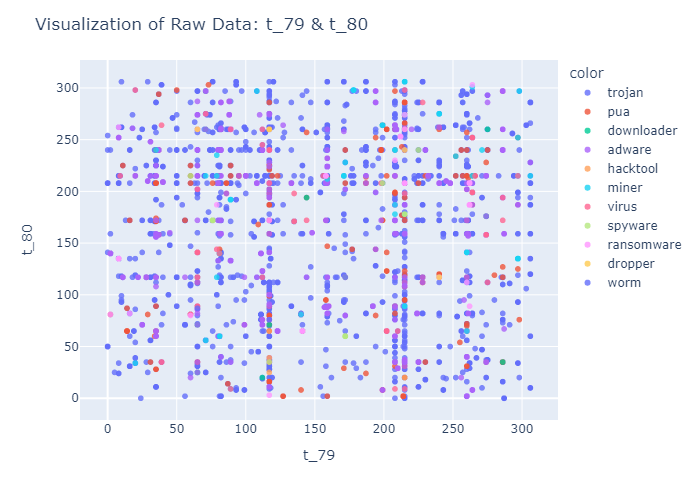 Visualization of Raw Data: t_79 & t_80
color
trojan
pua
downloader
adware
hacktool
miner
virus
spyware
ransomware
dropper
worm
t_80
300
250
200
150
100
50
0
0 50 100 150 200 250 300
t_79